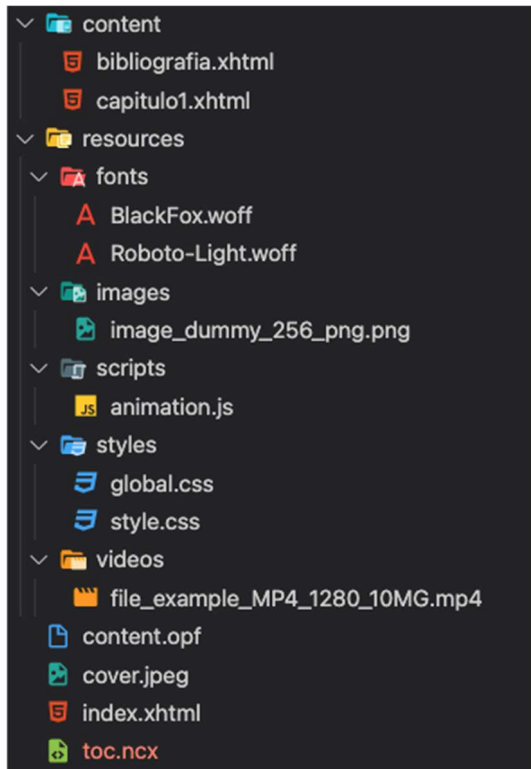 content
bibliografia.xhtml
capitulo1.xhtml
resources
fonts
BlackFox.woff
Roboto-Light.woff
images
image_dummy_256_png.png
scripts
JS animation.js
styles
global.css
style.css
videos
file_example_MP4_1280_10MG.mp4
content.opf
cover.jpeg
index.xhtml
toc.ncx